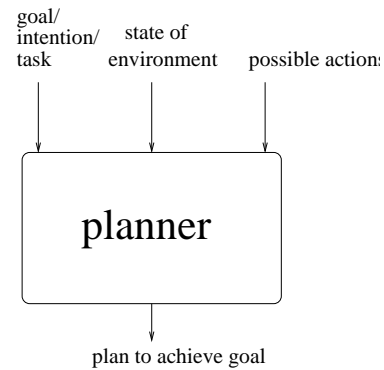 goal/
intention/
task
state of
environment
possible actions
planner
plan to achieve goal